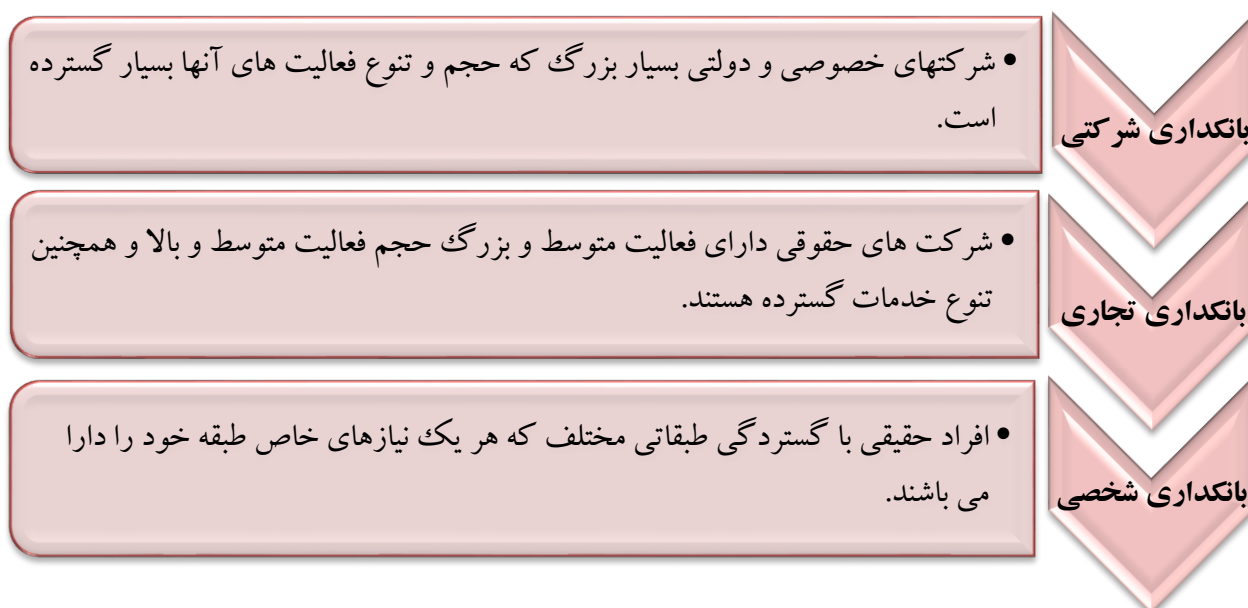 بانکداری شرکتی
• شرکتهای خصوصی و دولتی بسیار بزرگ که حجم و تنوع فعالیت های آنها بسیار گسترده
است.
بانکداری تجاری
• شرکت های حقوقی دارای فعالیت متوسط و بزرگ حجم فعالیت متوسط و بالا و همچنین
تنوع خدمات گسترده هستند.
بانکداری شخصی
• افراد حقیقی با گستردگی طبقاتی مختلف که هر یک نیازهای خاص طبقه خود را دارا
می باشند.